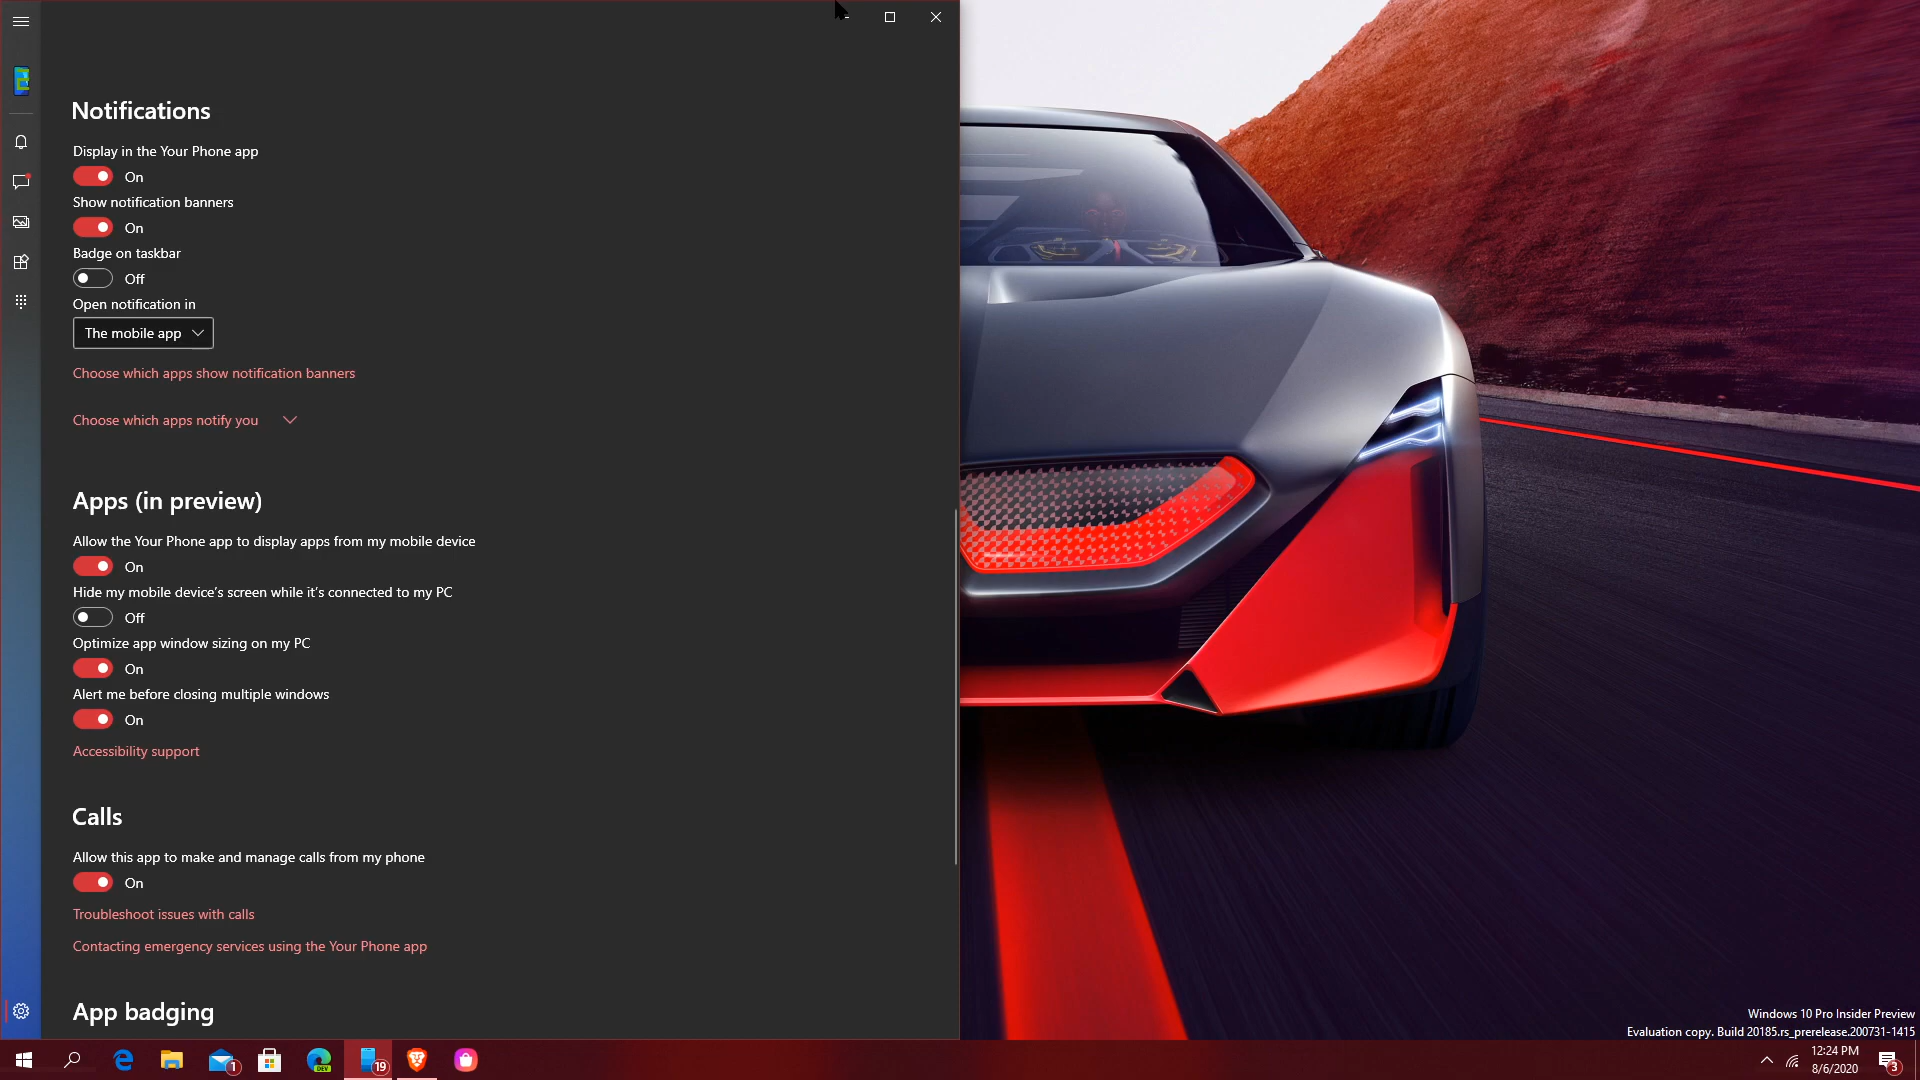 Notifications
Display in the Your Phone app
On
Show notification banners
On
Badge on taskbar
Off
Open notification in
The mobile app
Choose which apps show notification banners
Choose which apps notify you
Apps (in preview)
Allow the Your Phone app to display apps from my mobile device
On
Hide my mobile device’s screen while it’s connected to my PC
Off
Optimize app window sizing on my PC
On
Alert me before closing multiple windows
On
Accessibility support
Calls
Allow this app to make and manage calls from my phone
On
Troubleshoot issues with calls
Contacting emergency services using the Your Phone app
App badging
Windows 10 Pro Insider Preview
Evaluation copy. Build 20185.rs_prerelease.200731-1415
1
DEV
19
12:24 PM
8/6/2020
3